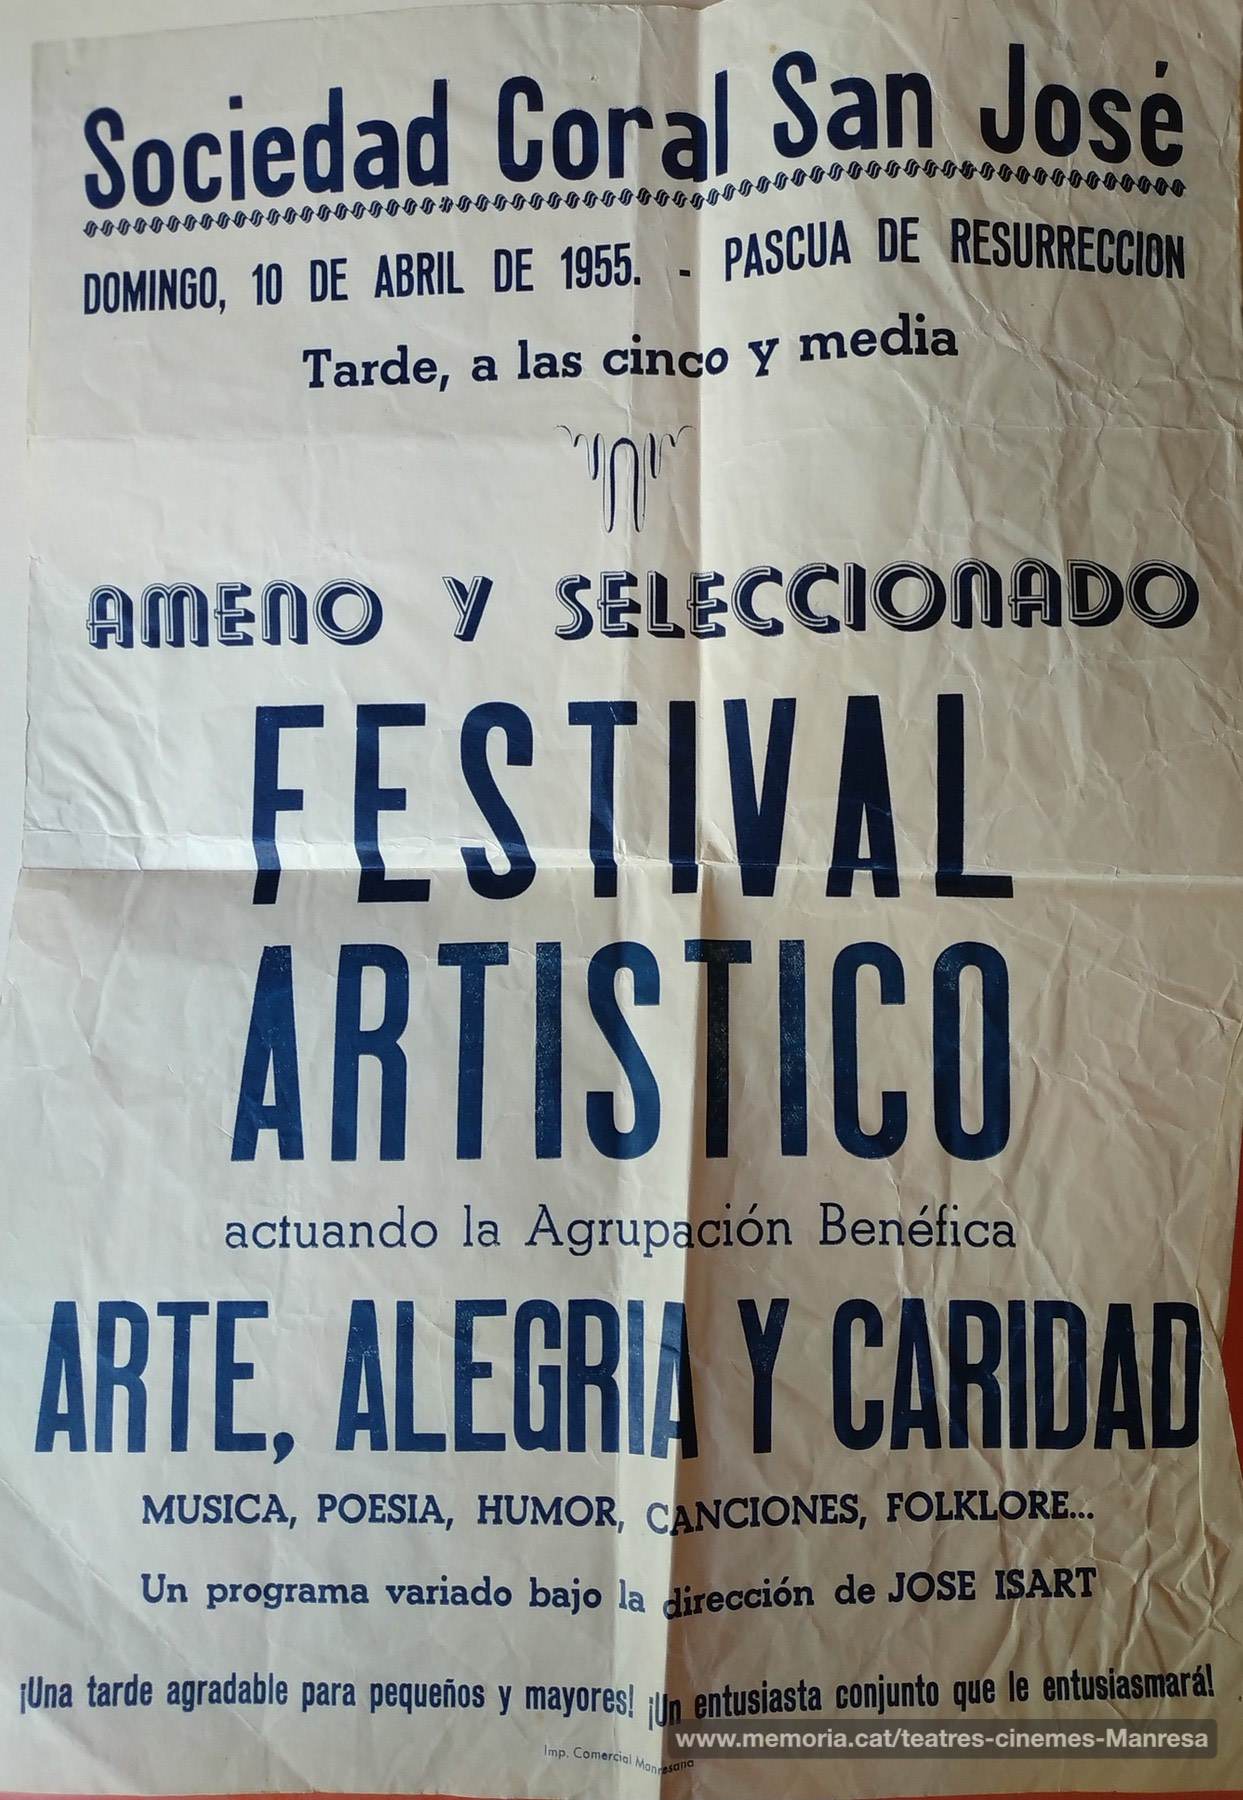 Sociedad Coral San José
DOMINGO, 10 DE ABRIL DE 1955. - PASCUA DE RESURRECCION
Tarde, a las cinco y media
AMENO Y SELECCIONADO
FESTIVAL
ARTISTICO
actuando la Agrupación Benéfica
ARTE, ALEGRIA Y CARIDAD
MUSICA, POESIA, HUMOR, CANCIONES, FOLKLORE...
Un programa variado bajo la dirección de JOSE ISART
¡Una tarde agradable para pequeños y mayores! ¡Un entusiasta conjunto que le entusiasmará!
www.memoria.cat/teatres-cinemes-Manresa
Imp. Comercial Manresana